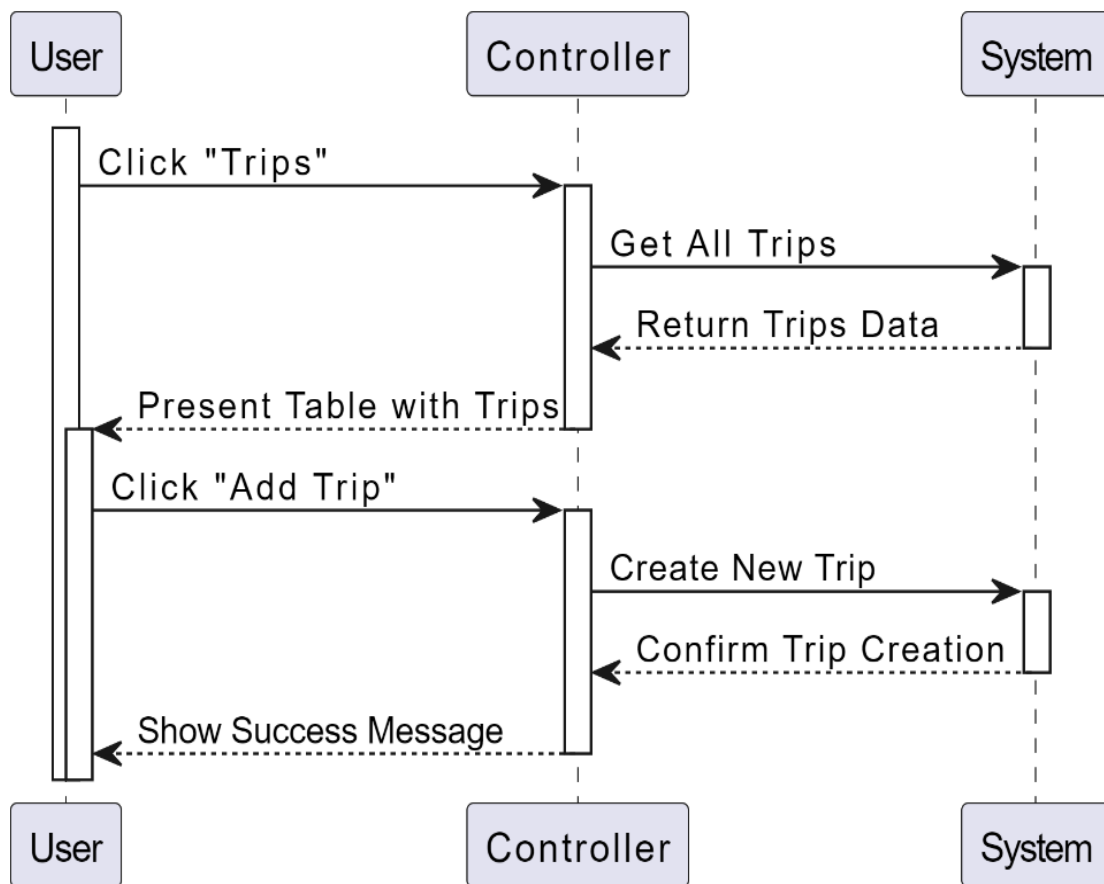 User
Controller
System
Click "Trips"
Get All Trips
Return Trips Data
Present Table with Trips
Click "Add Trip"
Create New Trip
Confirm Trip Creation
Show Success Message
User
Controller
System